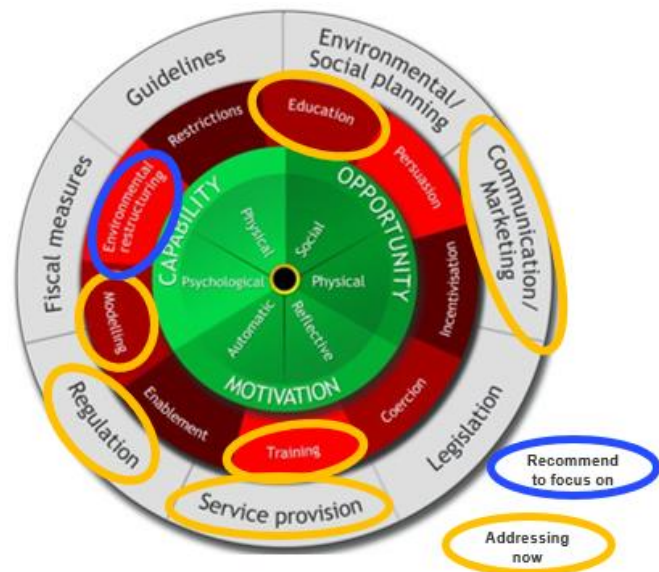 Environmental/
Social planning
Communication/
Marketing
Legislation
Service provision
Regulation
Fiscal measures
Guidelines
Education
Persuasion
Incentivisation
Coercion
Training
Enablement
Modelling
Environmental
restructuring
Restrictions
CAPABILITY
OPPORTUNITY
MOTIVATION
Physical
Social
Psychological
Physical
Automatic
Reflective
Recommend
to focus on
Addressing
now